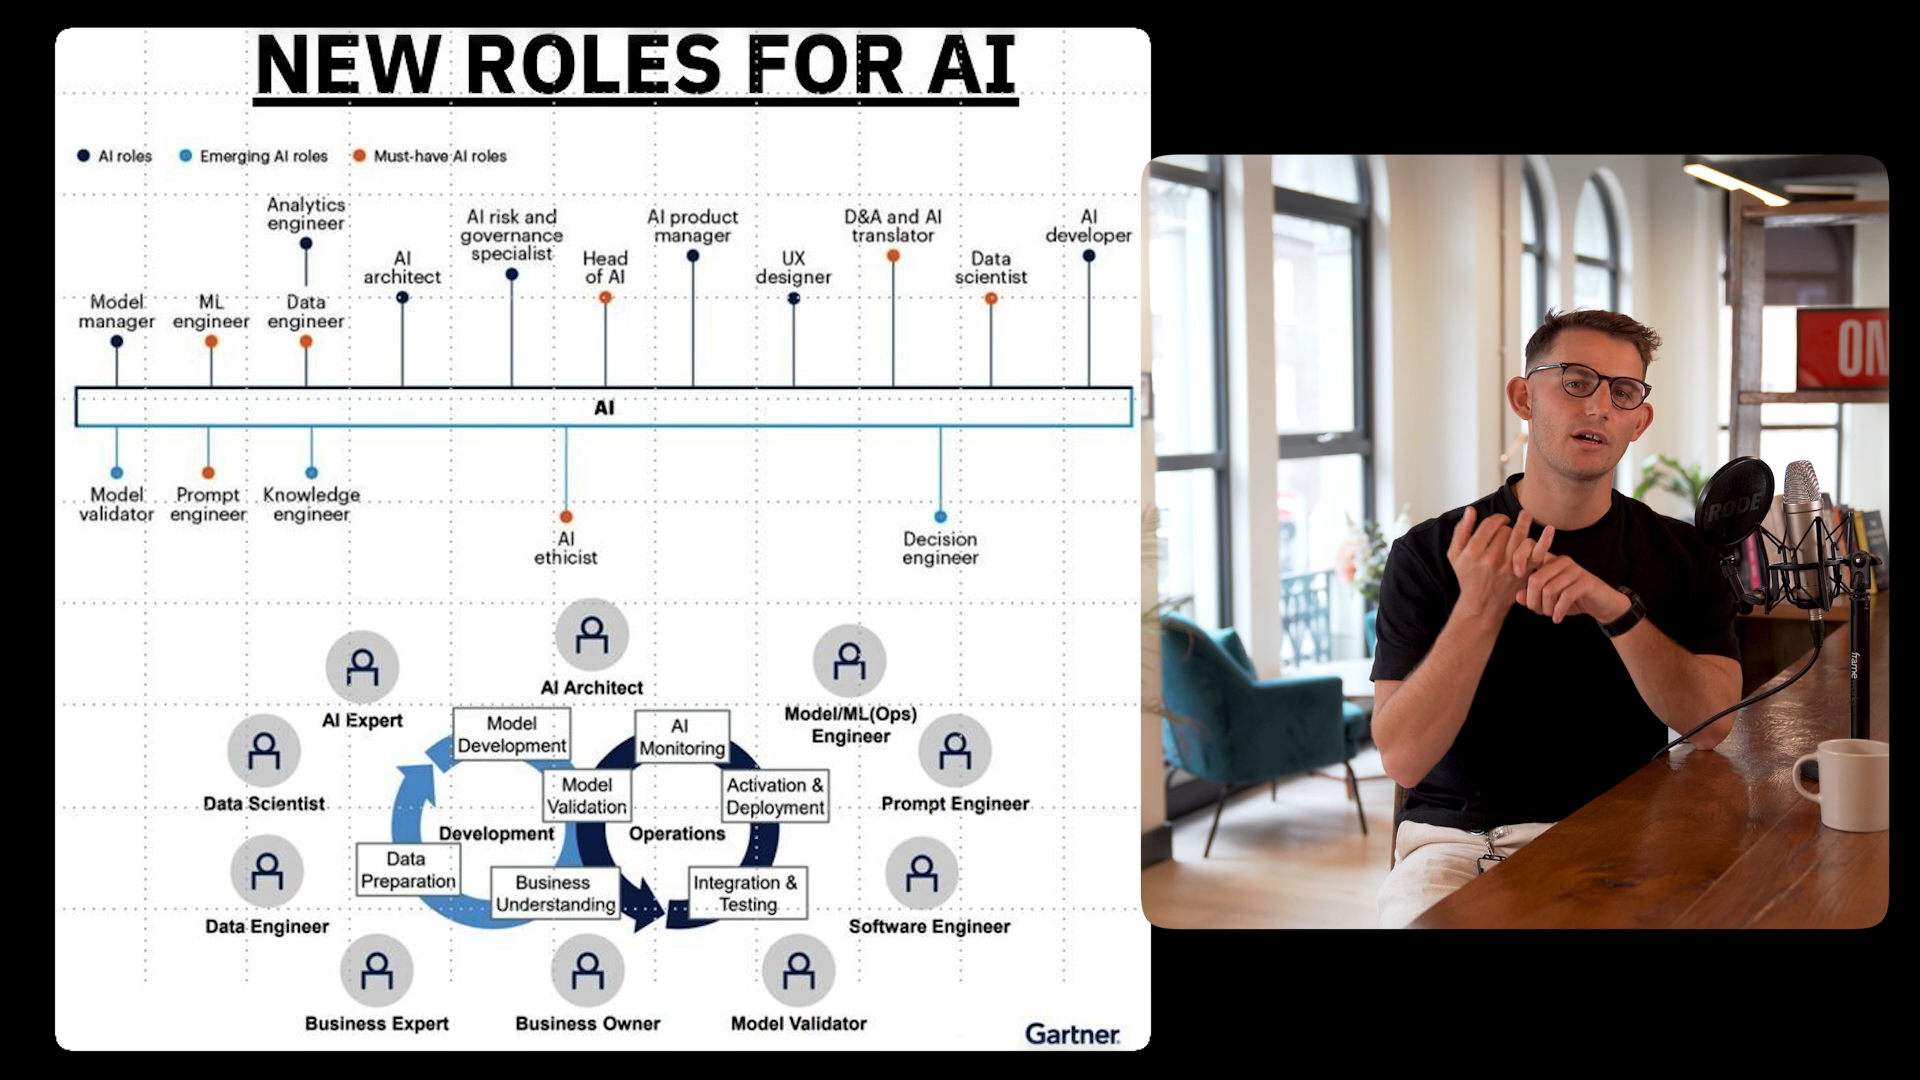 NEW ROLES FOR AI
AI roles
Emerging AI roles
Must-have AI roles
Analytics
engineer
AI
architect
AI risk and
governance
specialist
Head
of AI
AI product
manager
UX
designer
D&A and AI
translator
Data
scientist
AI
developer
Model
manager
ML
engineer
Data
engineer
AI
Model
validator
Prompt
engineer
Knowledge
engineer
AI
ethicist
Decision
engineer
AI Architect
AI Expert
Model/ML(Ops)
Engineer
Data Scientist
Prompt Engineer
Model
Development
AI
Monitoring
Model
Validation
Activation &
Deployment
Development
Operations
Data
Preparation
Business
Understanding
Integration &
Testing
Data Engineer
Software Engineer
Business Expert
Business Owner
Model Validator
Gartner
ON
RØDE
frame